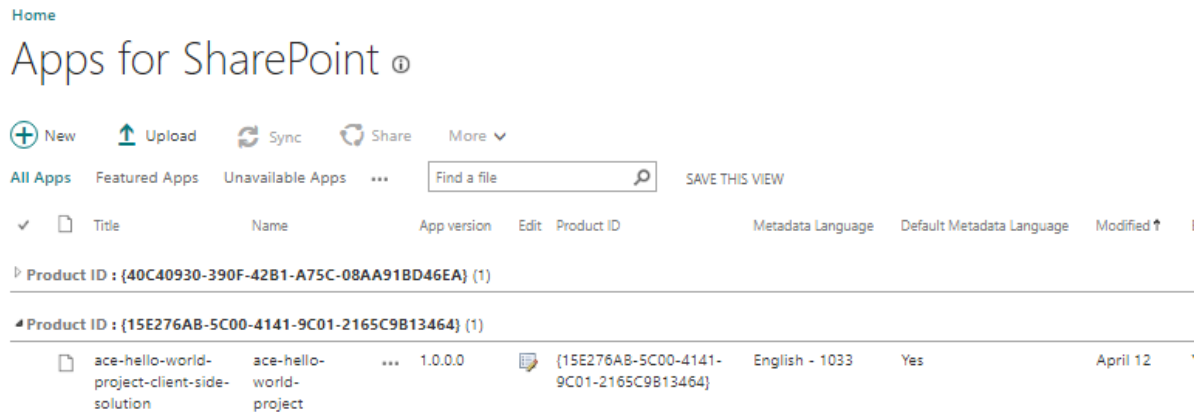 Home
Apps for SharePoint
New Upload Sync Share More
All Apps Featured Apps Unavailable Apps ... Find a file SAVE THIS VIEW
Title Name App version Edit Product ID Metadata Language Default Metadata Language Modified
Product ID : {40C40930-390F-42B1-A75C-08AA91BD46EA} (1)
Product ID : {15E276AB-5C00-4141-9C01-2165C9B13464} (1)
ace-hello-world- ace-hello- ... 1.0.0.0 {15E276AB-5C00-4141- English - 1033 Yes April 12
project-client-side- world- 9C01-2165C9B13464}
solution project